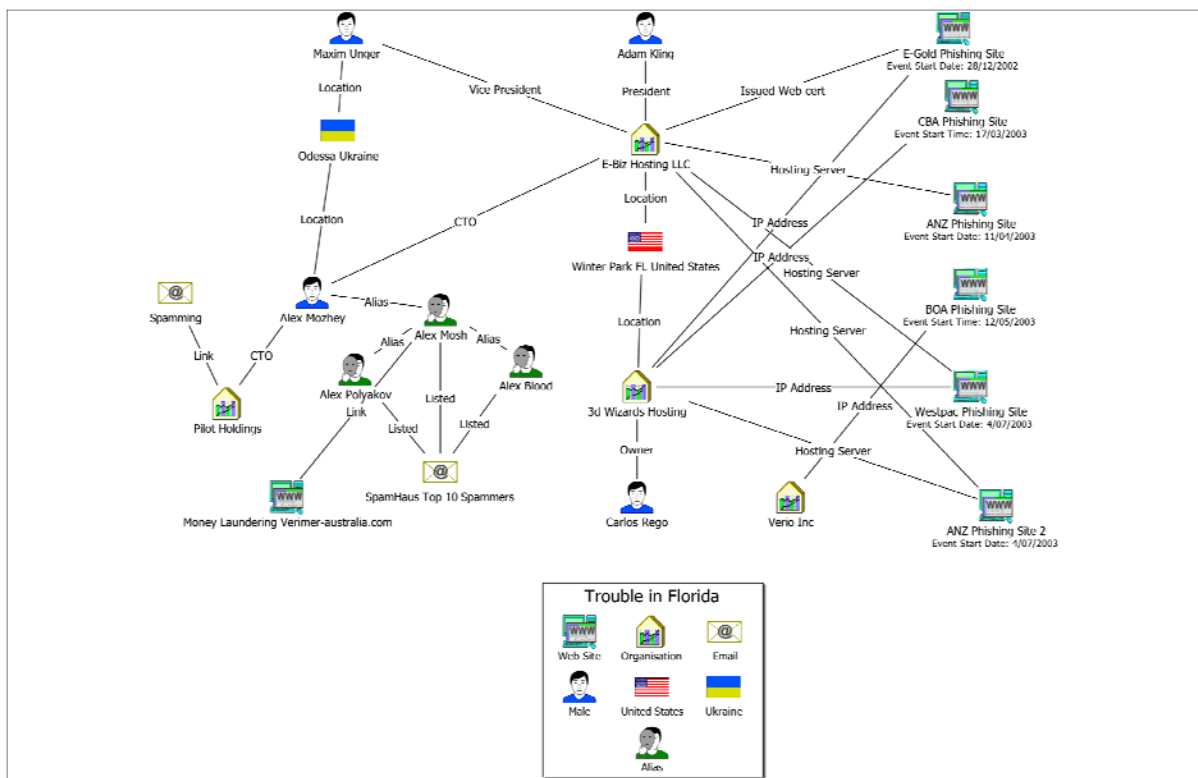 Maxim Unger
Adam Kling
E-Gold Phishing Site
Event Start Date: 28/12/2002
Location
Vice President
President
Issued Web cert
CBA Phishing Site
Event Start Time: 17/03/2003
Odessa Ukraine
E-Biz Hosting LLC
Hosting Server
Location
Location
CTO
IP Address
ANZ Phishing Site
Event Start Date: 11/04/2003
Winter Park FL United States
IP Address
Hosting Server
Spamming
Alex Mozhey
Alias
BOA Phishing Site
Event Start Time: 12/05/2003
Location
Hosting Server
Alex Mosh
Alias
Alias
Link
CTO
Alex Polyakov
Alex Blood
IP Address
Link
Listed
3d Wizards Hosting
IP Address
Westpac Phishing Site
Event Start Date: 4/07/2003
Pilot Holdings
Listed
Listed
Owner
Hosting Server
SpamHaus Top 10 Spammers
Money Laundering Verimer-australia.com
Carlos Rego
Verio Inc
ANZ Phishing Site 2
Event Start Date: 4/07/2003
Trouble in Florida
Web Site
Organisation
Email
Male
United States
Ukraine
Alias